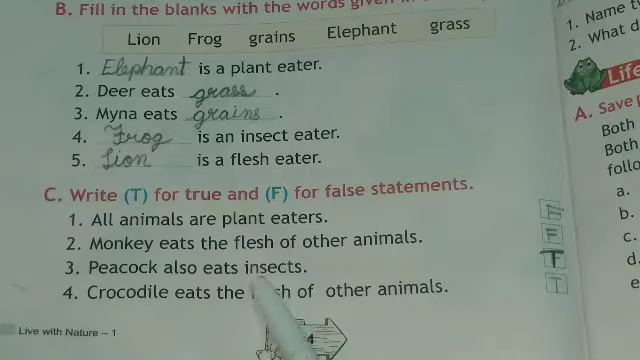 B. Fill in the blanks with the words given
Lion Frog grains Elephant grass
1. Elephant is a plant eater.
2. Deer eats grass.
3. Myna eats grains.
4. Frog is an insect eater.
5. Lion is a flesh eater.
C. Write (T) for true and (F) for false statements.
1. All animals are plant eaters. F
2. Monkey eats the flesh of other animals. F
3. Peacock also eats insects. T
4. Crocodile eats the of other animals. T
Live with Nature – 1
4
1. Name
2. What
Life
A. Save
Both
Both
follo
a.
b.
c.
d.
e